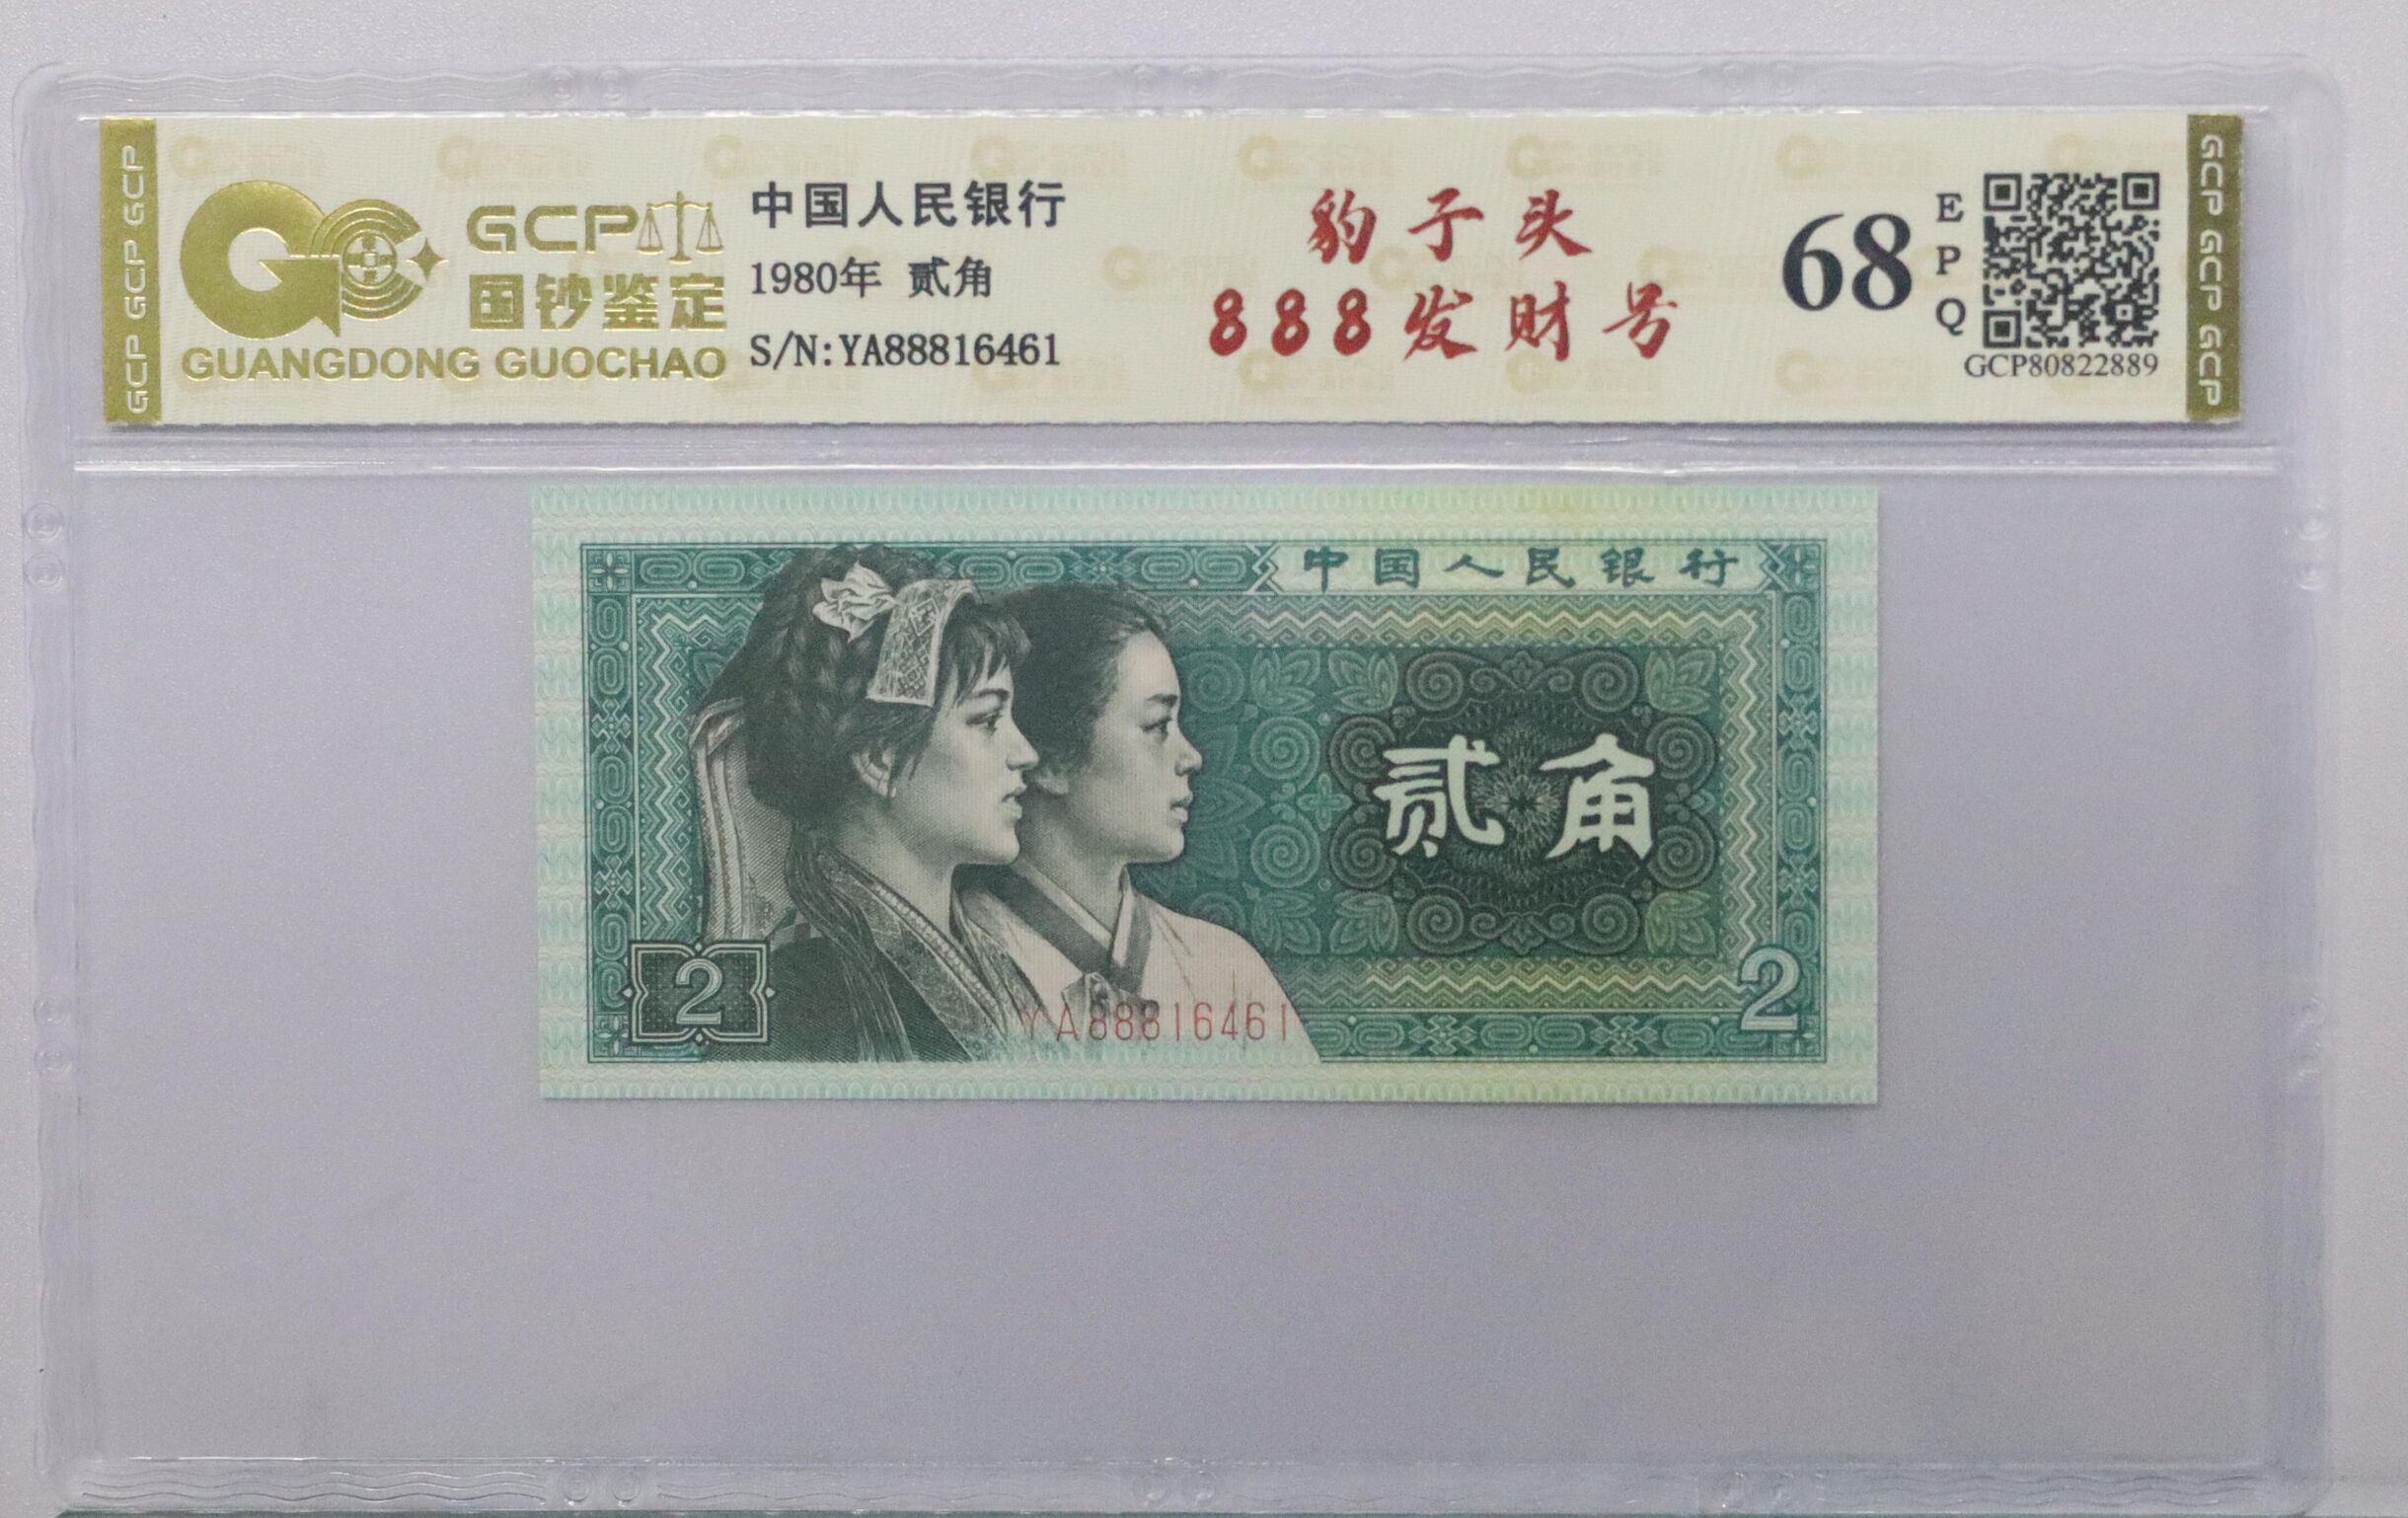 GCP GCP GCP
GCP
国钞鉴定
GUANGDONG GUOCHAO
中国人民银行
1980年 贰角
S/N:YA88816461
豹子头
888发财号
68
EPQ
GCP80822889
GCP GCP GCP
中国人民银行
贰角
2
YA88816461
2